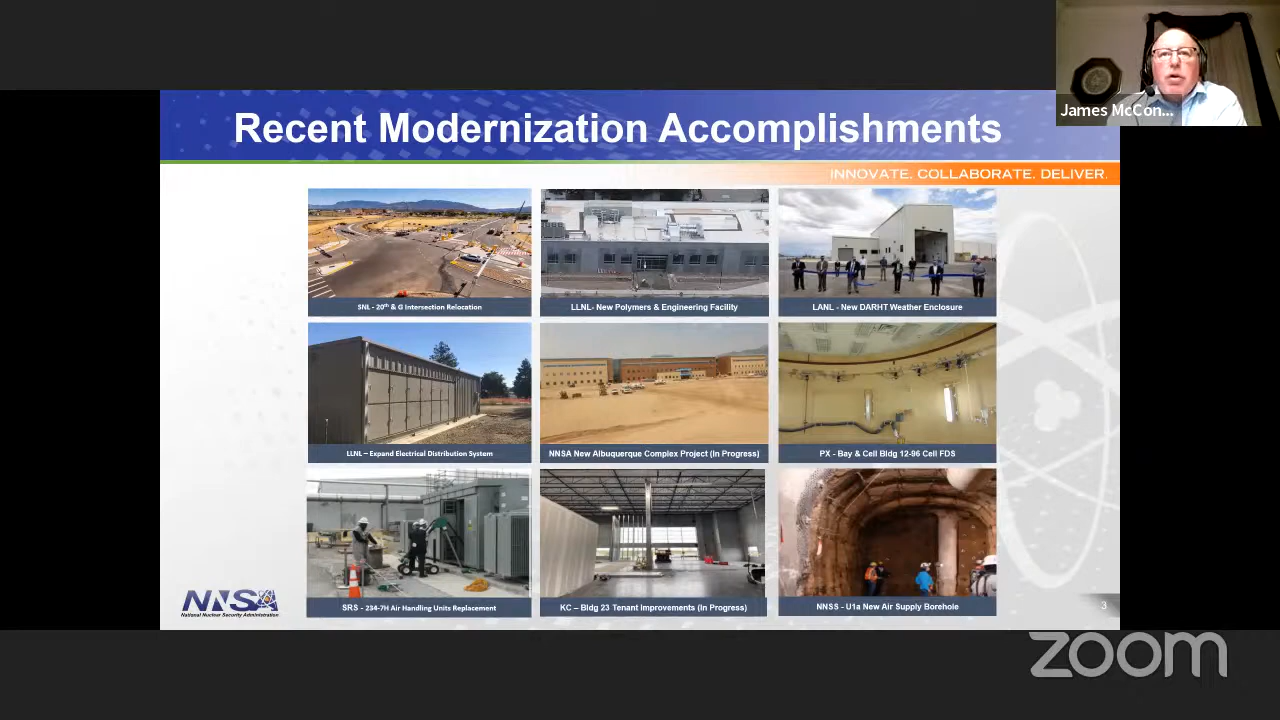 James McCon...
Recent Modernization Accomplishments
INNOVATE. COLLABORATE. DELIVER.
SNL - 20th & G Intersection Relocation
LLNL- New Polymers & Engineering Facility
LANL - New DARHT Weather Enclosure
LLNL – Expand Electrical Distribution System
NNSA New Albuquerque Complex Project (In Progress)
PX - Bay & Cell Bldg 12-96 Cell FDS
SRS - 234-7H Air Handling Units Replacement
KC – Bldg 23 Tenant Improvements (In Progress)
NNSS - U1a New Air Supply Borehole
NNSA
National Nuclear Security Administration
3
zoom